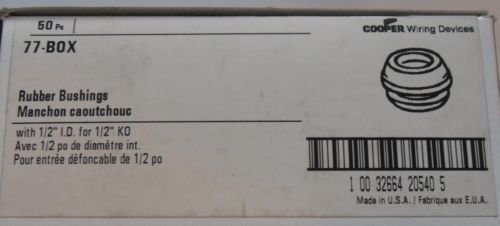 50 Pc
77-BOX
COOPER Wiring Devices
Rubber Bushings
Manchon caoutchouc
with 1/2" I.D. for 1/2" KO
Avec 1/2 po de diamètre int.
Pour entrée défonçable de 1/2 po
1 00 32664 20540 5
Made in U.S.A. / Fabrique aux E.U.A.